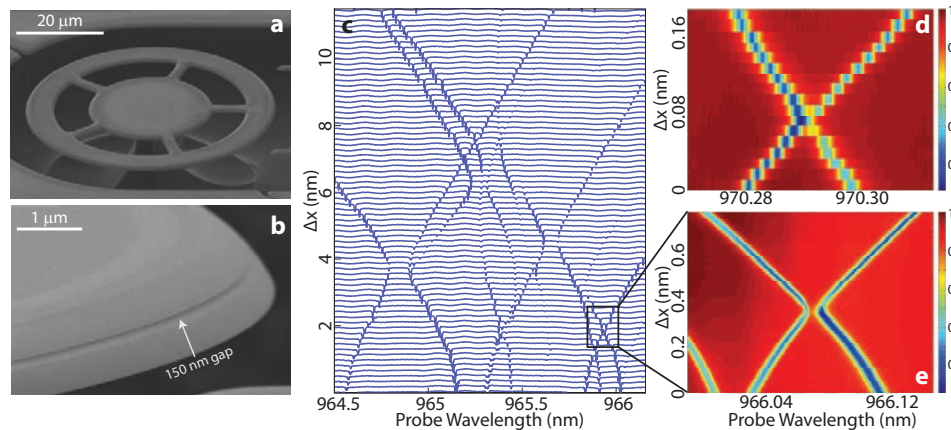 20 μm
a
1 μm
b
150 nm gap
c
Δx (nm)
10
8
6
4
2
964.5
965
965.5
966
Probe Wavelength (nm)
d
Δx (nm)
0.16
0.08
0
970.28
970.30
e
Δx (nm)
0.6
0.4
0.2
0
966.04
966.12
Probe Wavelength (nm)